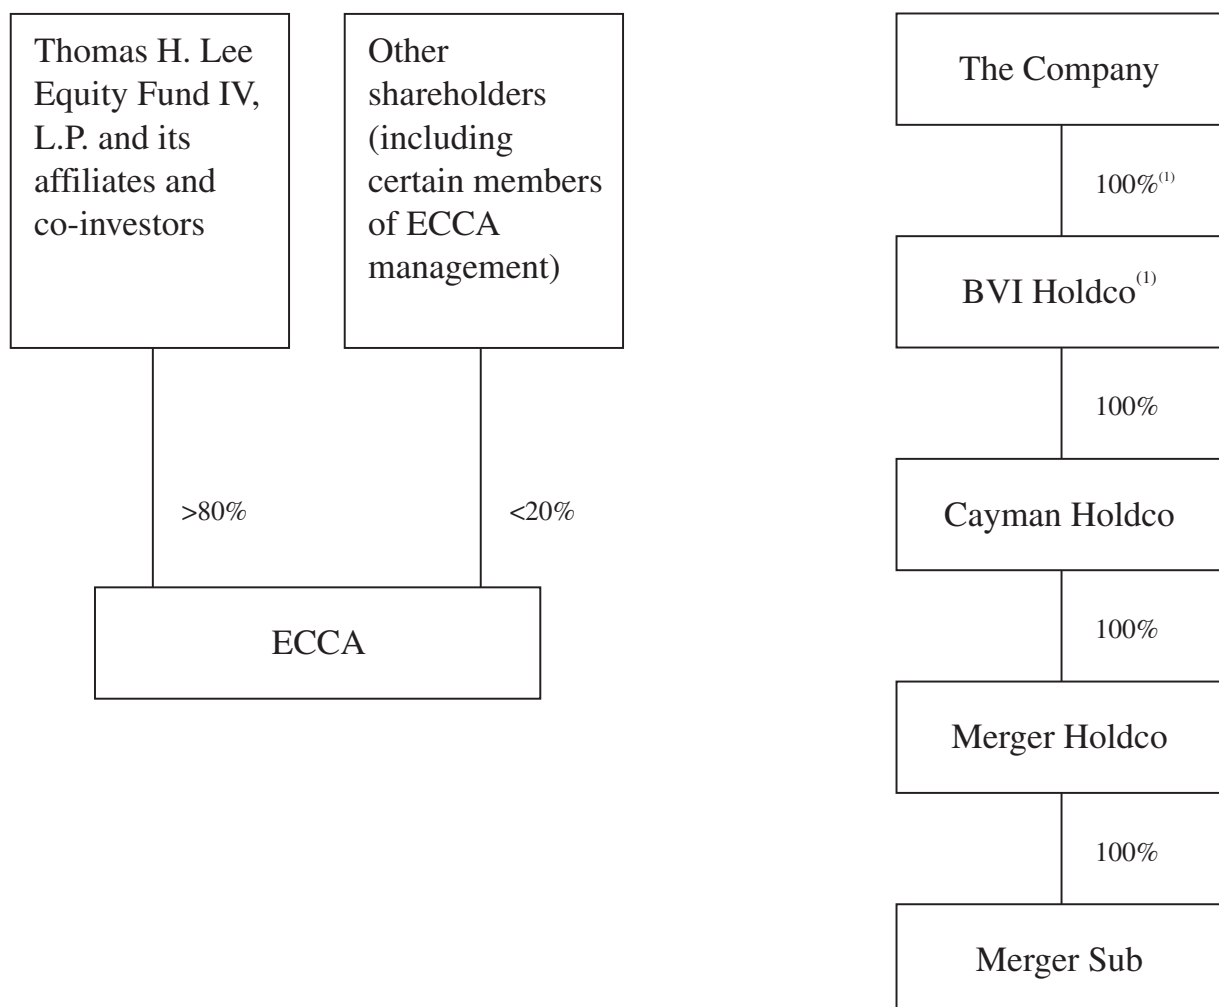 Thomas H. Lee
Equity Fund IV,
L.P. and its
affiliates and
co-investors
Other
shareholders
(including
certain members
of ECCA
management)
>80%
<20%
ECCA
The Company
100%(1)
BVI Holdco(1)
100%
Cayman Holdco
100%
Merger Holdco
100%
Merger Sub